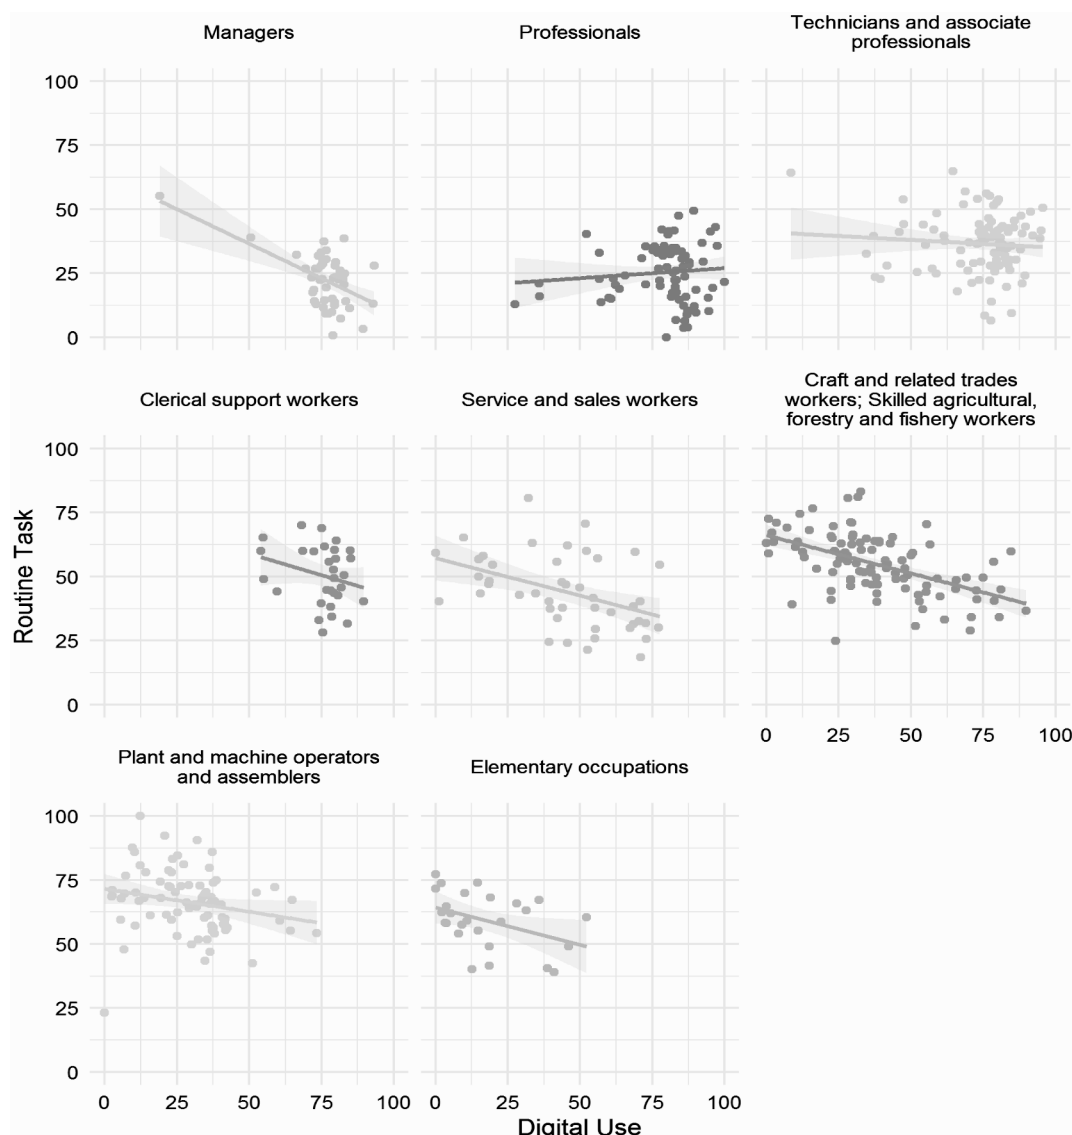 Managers
Professionals
Technicians and associate
professionals
100
75
50
25
0
Clerical support workers
Service and sales workers
Craft and related trades
workers; Skilled agricultural,
forestry and fishery workers
100
75
50
25
0
Routine Task
0 25 50 75 100
Plant and machine operators
and assemblers
Elementary occupations
100
75
50
25
0
0 25 50 75 100
0 25 50 75 100
Digital Use